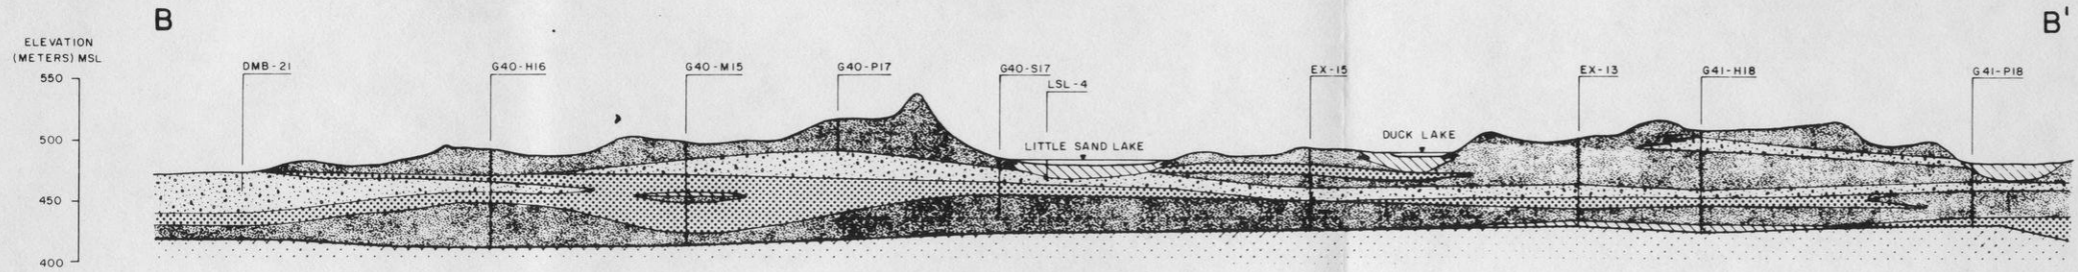 B
B'
ELEVATION
(METERS) MSL
550
500
450
400
DMB-21
G40-H16
G40-M15
G40-P17
G40-S17
LSL-4
EX-15
EX-13
G41-H18
G41-P18
LITTLE SAND LAKE
DUCK LAKE